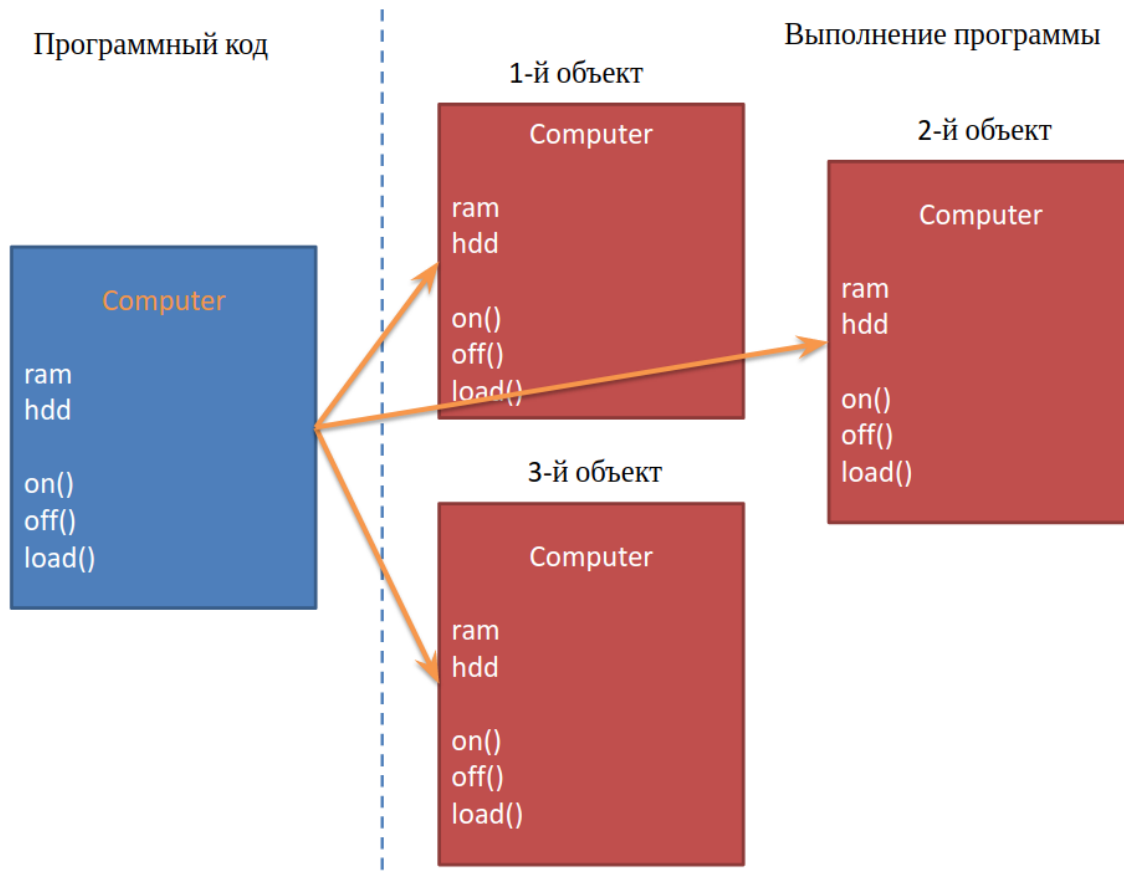 Программный код
Выполнение программы
Computer
ram
hdd
on()
off()
load()
1-й объект
Computer
ram
hdd
on()
off()
load()
2-й объект
Computer
ram
hdd
on()
off()
load()
3-й объект
Computer
ram
hdd
on()
off()
load()